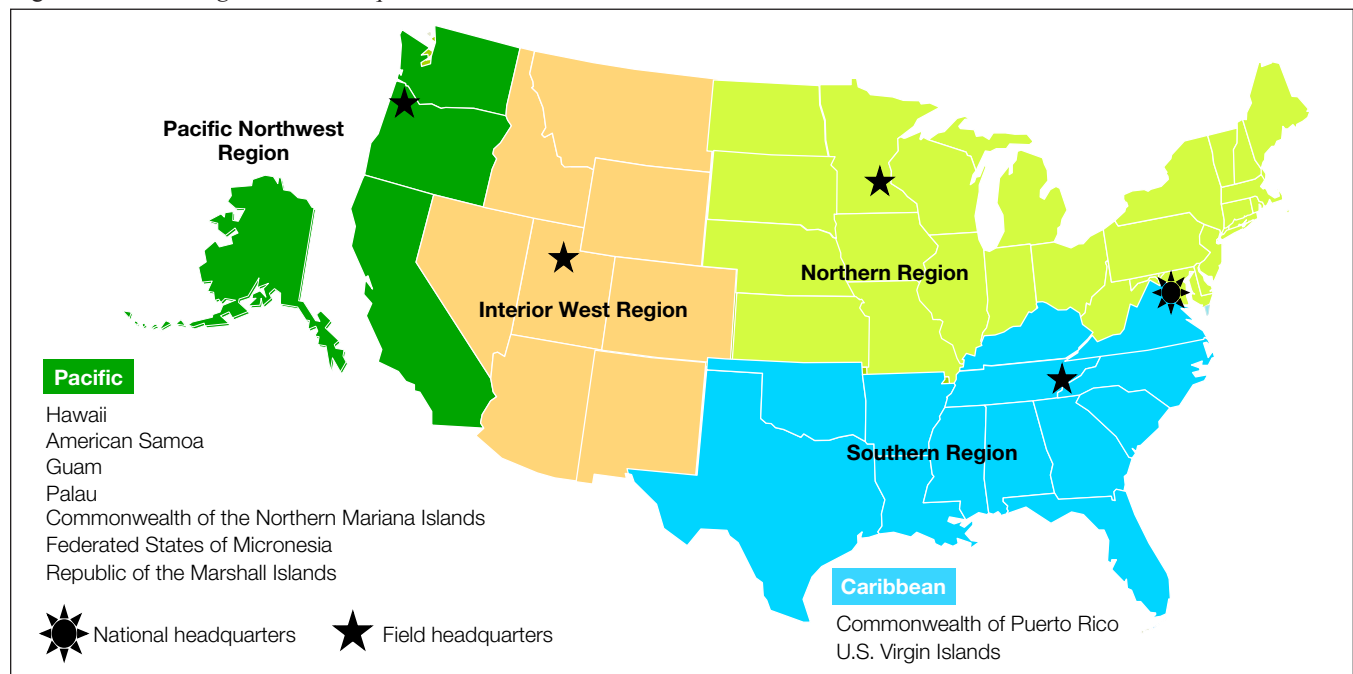 Pacific Northwest
Region
Northern Region
Interior West Region
Southern Region
Pacific
Hawaii
American Samoa
Guam
Palau
Commonwealth of the Northern Mariana Islands
Federated States of Micronesia
Republic of the Marshall Islands
National headquarters
Field headquarters
Caribbean
Commonwealth of Puerto Rico
U.S. Virgin Islands